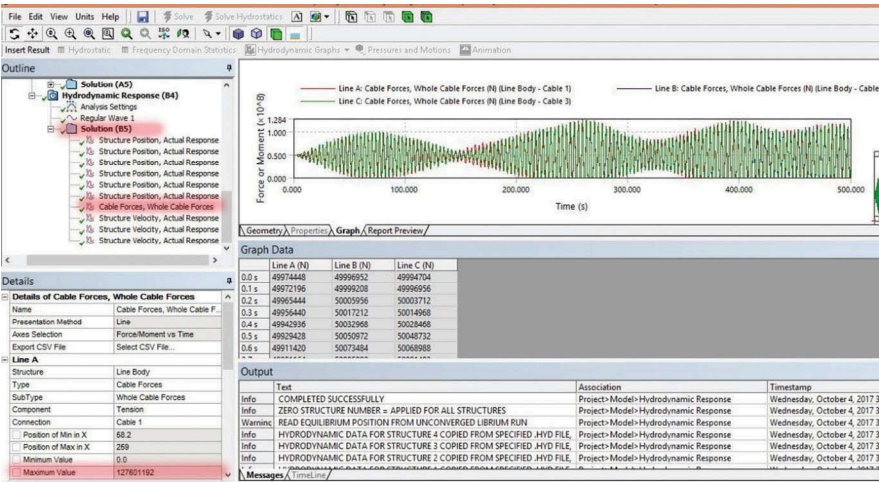 File Edit View Units Help Solve Solve Hydrostatics
Insert Result Hydrostatic Frequency Domain Statistics Hydrodynamic Graphs Pressures and Motions Animation
Outline
Solution (A5)
Hydrodynamic Response (B4)
Analysis Settings
Regular Wave 1
Solution (B5)
Structure Position, Actual Response
Structure Position, Actual Response
Structure Position, Actual Response
Structure Position, Actual Response
Structure Position, Actual Response
Structure Position, Actual Response
Cable Forces, Whole Cable Forces
Structure Velocity, Actual Response
Structure Velocity, Actual Response
Structure Velocity, Actual Response
Line A: Cable Forces, Whole Cable Forces (N) (Line Body - Cable 1)
Line B: Cable Forces, Whole Cable Forces (N) (Line Body - Cable
Line C: Cable Forces, Whole Cable Forces (N) (Line Body - Cable 3)
Force or Moment (x10^8)
1.284
1.000
0.500
0.000
0.000 100.000 200.000 300.000 400.000 500.000
Time (s)
Geometry Properties Graph Report Preview
Graph Data
Line A (N) Line B (N) Line C (N)
0.0 s 49974448 49996952 49994704
0.1 s 49972196 49999208 49996956
0.2 s 49965444 50005956 50003712
0.3 s 49956440 50017212 50014968
0.4 s 49942936 50032968 50028468
0.5 s 49929428 50050972 50048732
0.6 s 49911420 50073484 50068988
Details
Details of Cable Forces, Whole Cable Forces
Name Cable Forces, Whole Cable F...
Presentation Method Line
Axes Selection Force/Moment vs Time
Export CSV File Select CSV File...
Line A
Structure Line Body
Type Cable Forces
SubType Whole Cable Forces
Component Tension
Connection Cable 1
Position of Min in X 58.2
Position of Max in X 269
Minimum Value 0.0
Maximum Value 127601192
Output
Text Association Timestamp
Info COMPLETED SUCCESSFULLY Project>Model>Hydrodynamic Response Wednesday, October 4, 2017 3
Info ZERO STRUCTURE NUMBER = APPLIED FOR ALL STRUCTURES Project>Model>Hydrodynamic Response Wednesday, October 4, 2017 3
Warning READ EQUILIBRIUM POSITION FROM UNCONVERGED LIBRIUM RUN Project>Model>Hydrodynamic Response Wednesday, October 4, 2017 3
Info HYDRODYNAMIC DATA FOR STRUCTURE 4 COPIED FROM SPECIFIED .HYD FILE, Project>Model>Hydrodynamic Response Wednesday, October 4, 2017 3
Info HYDRODYNAMIC DATA FOR STRUCTURE 3 COPIED FROM SPECIFIED .HYD FILE, Project>Model>Hydrodynamic Response Wednesday, October 4, 2017 3
Info HYDRODYNAMIC DATA FOR STRUCTURE 2 COPIED FROM SPECIFIED .HYD FILE, Project>Model>Hydrodynamic Response Wednesday, October 4, 2017 3
Messages TimeLine